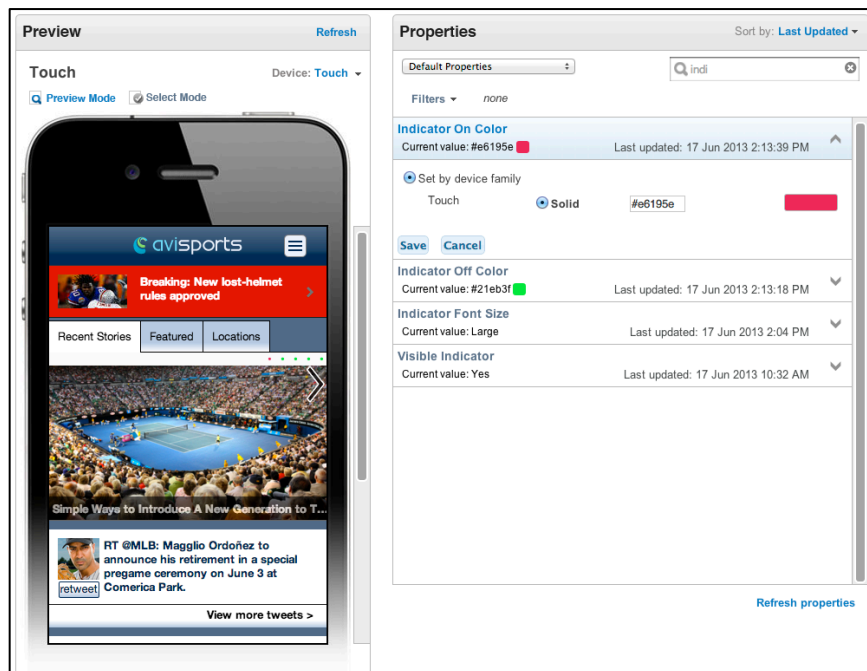 Preview
Refresh
Touch
Device: Touch
Preview Mode
Select Mode
avisports
Breaking: New lost-helmet
rules approved
Recent Stories
Featured
Locations
Simple Ways to Introduce A New Generation to T...
RT @MLB: Magglio Ordoñez to
announce his retirement in a special
pregame ceremony on June 3 at
Comerica Park.
retweet
View more tweets >
Properties
Sort by: Last Updated
Default Properties
indi
Filters
none
Indicator On Color
Current value: #e6195e
Last updated: 17 Jun 2013 2:13:39 PM
Set by device family
Touch
Solid
#e6195e
Save
Cancel
Indicator Off Color
Current value: #21eb3f
Last updated: 17 Jun 2013 2:13:18 PM
Indicator Font Size
Current value: Large
Last updated: 17 Jun 2013 2:04 PM
Visible Indicator
Current value: Yes
Last updated: 17 Jun 2013 10:32 AM
Refresh properties